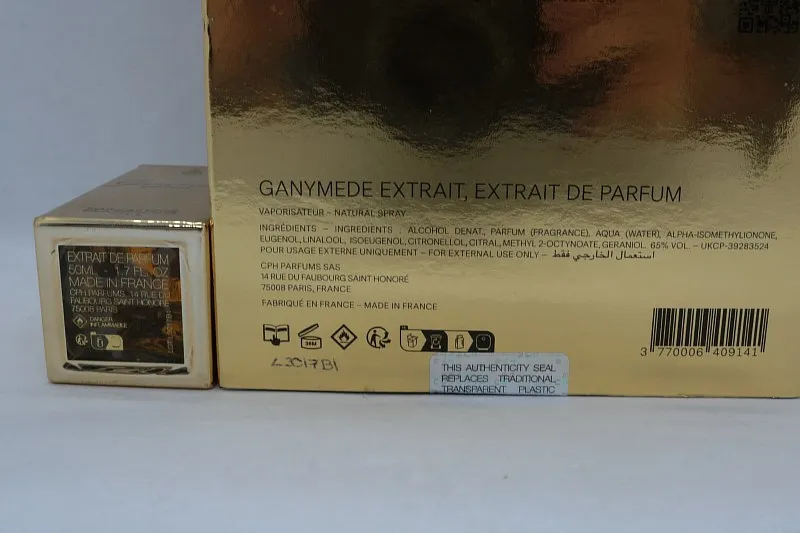 GANYMEDE EXTRAIT, EXTRAIT DE PARFUM
VAPORISATEUR – NATURAL SPRAY
INGRÉDIENTS – INGREDIENTS : ALCOHOL DENAT., PARFUM (FRAGRANCE), AQUA (WATER), ALPHA-ISOMETHYLIONONE,
EUGENOL, LINALOOL, ISOEUGENOL, CITRONELLOL, CITRAL, METHYL 2-OCTYNOATE, GERANIOL. 65% VOL. – UKCP-39283524
POUR USAGE EXTERNE UNIQUEMENT – FOR EXTERNAL USE ONLY – استعمال الخارجي فقط
CPH PARFUMS SAS
14 RUE DU FAUBOURG SAINT HONORÉ
75008 PARIS, FRANCE
FABRIQUÉ EN FRANCE – MADE IN FRANCE
36M
L3017B1
THIS AUTHENTICITY SEAL
REPLACES TRADITIONAL
TRANSPARENT PLASTIC
3 770006 409141
EXTRAIT DE PARFUM
50ML 1.7 FL. OZ
MADE IN FRANCE
CPH PARFUMS, 14 RUE DU
FAUBOURG SAINT HONORÉ
75008 PARIS
DANGER
INFLAMMABLE